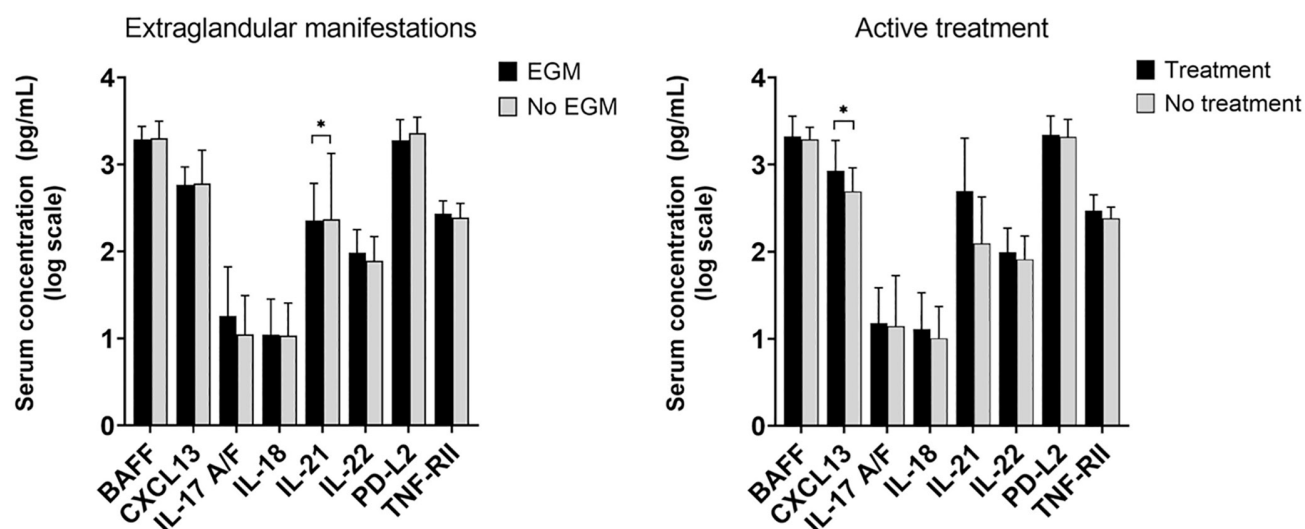 Extraglandular manifestations
EGM
No EGM
Serum concentration (pg/mL)
(log scale)
4
3
2
1
0
*
BAFF
CXCL13
IL-17 A/F
IL-18
IL-21
IL-22
PD-L2
TNF-RII
Active treatment
Treatment
No treatment
Serum concentration (pg/mL)
(log scale)
4
3
2
1
0
*
BAFF
CXCL13
IL-17 A/F
IL-18
IL-21
IL-22
PD-L2
TNF-RII